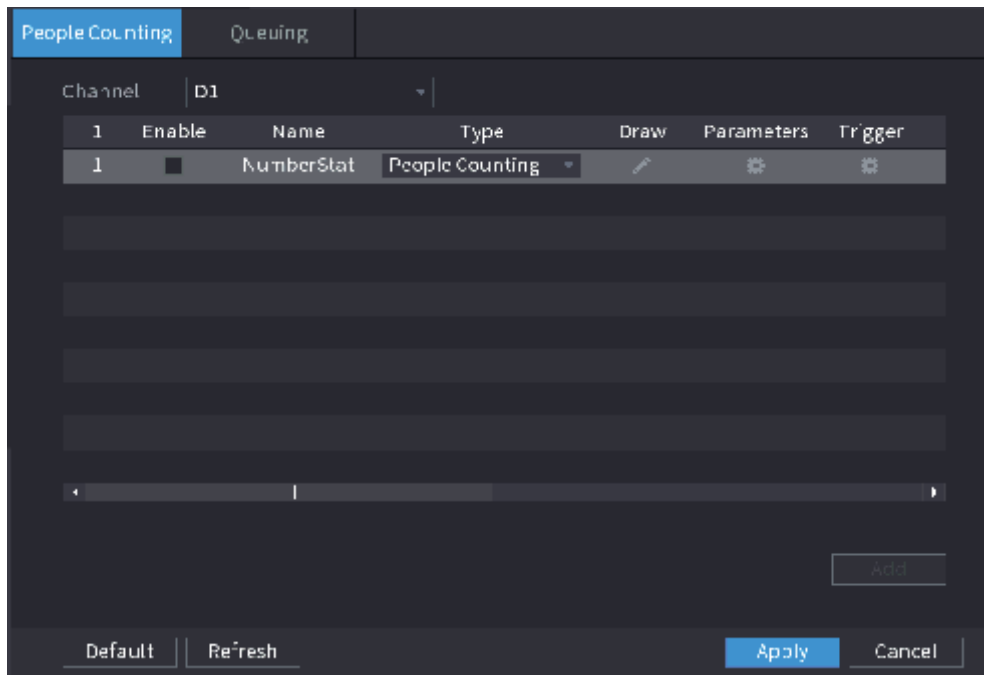 People Counting Queuing
Channel D1
1 Enable Name Type Draw Parameters Trigger
1 NumberStat People Counting
Add
Default Refresh Apply Cancel